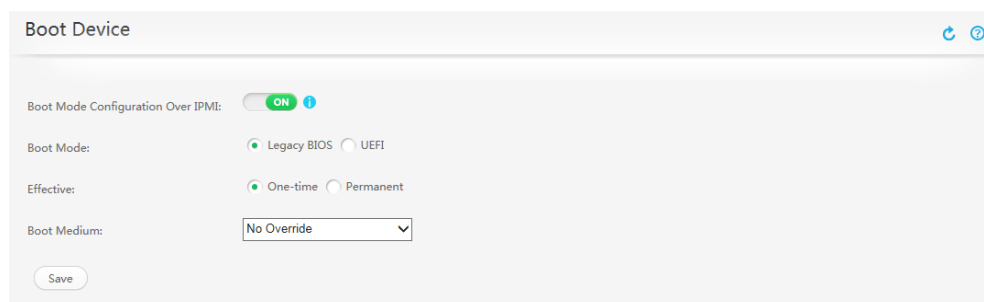 Boot Device
Boot Mode Configuration Over IPMI: ON
Boot Mode: Legacy BIOS UEFI
Effective: One-time Permanent
Boot Medium: No Override
Save